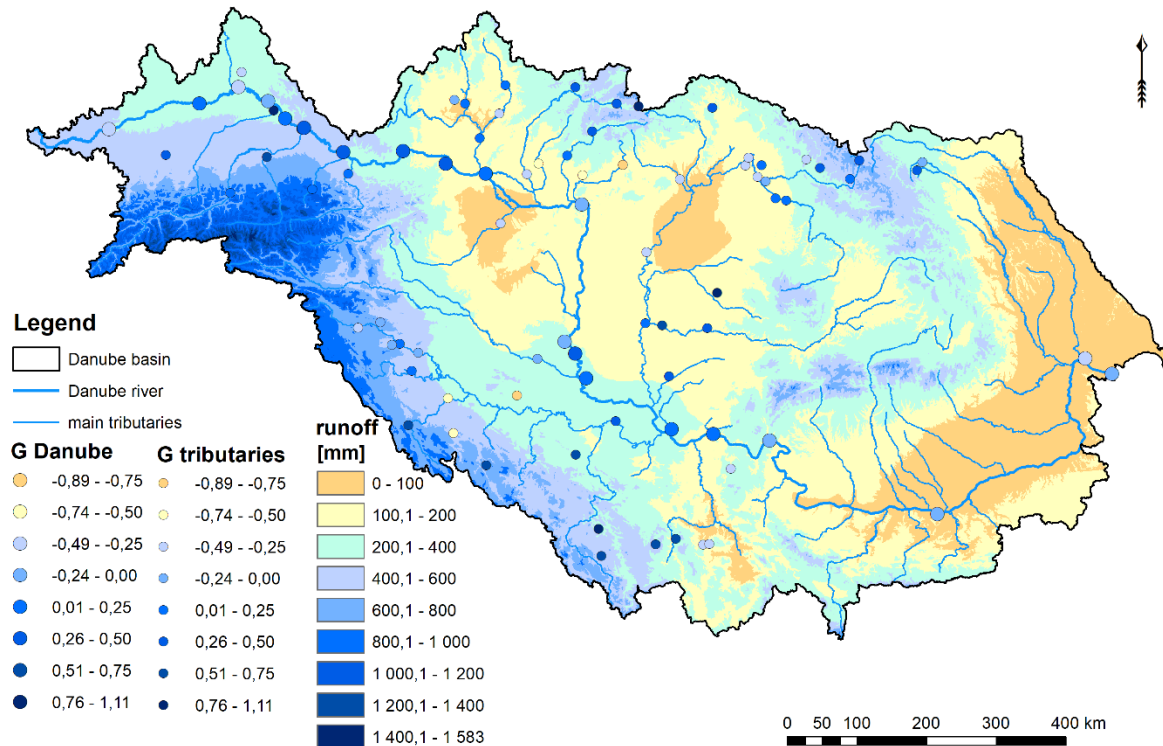 Legend
Danube basin
Danube river
main tributaries
G Danube
-0,89 - -0,75
-0,74 - -0,50
-0,49 - -0,25
-0,24 - 0,00
0,01 - 0,25
0,26 - 0,50
0,51 - 0,75
0,76 - 1,11
G tributaries
-0,89 - -0,75
-0,74 - -0,50
-0,49 - -0,25
-0,24 - 0,00
0,01 - 0,25
0,26 - 0,50
0,51 - 0,75
0,76 - 1,11
runoff
[mm]
0 - 100
100,1 - 200
200,1 - 400
400,1 - 600
600,1 - 800
800,1 - 1 000
1 000,1 - 1 200
1 200,1 - 1 400
1 400,1 - 1 583
0 50 100 200 300 400 km